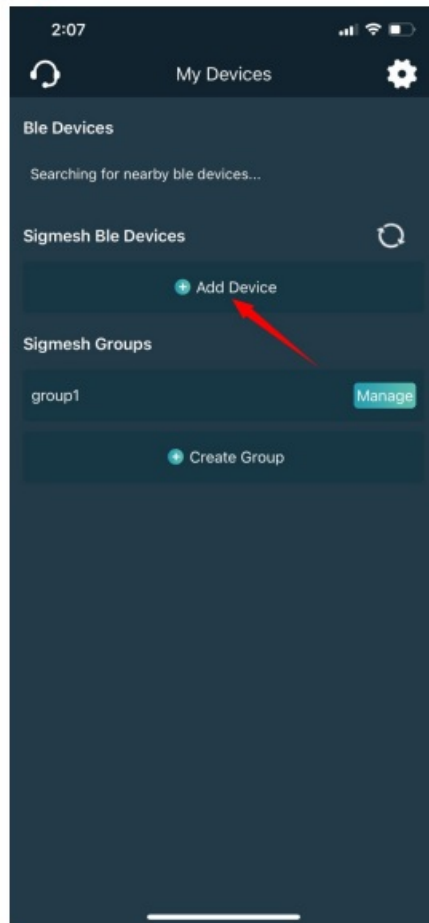 2:07
My Devices
Ble Devices
Searching for nearby ble devices...
Sigmesh Ble Devices
Add Device
Sigmesh Groups
group1
Manage
Create Group